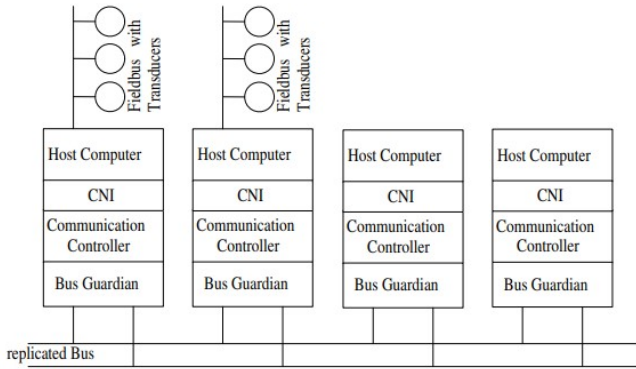 Fieldbus with
Transducers
Fieldbus with
Transducers
Host Computer
CNI
Communication
Controller
Bus Guardian
Host Computer
CNI
Communication
Controller
Bus Guardian
Host Computer
CNI
Communication
Controller
Bus Guardian
Host Computer
CNI
Communication
Controller
Bus Guardian
replicated Bus